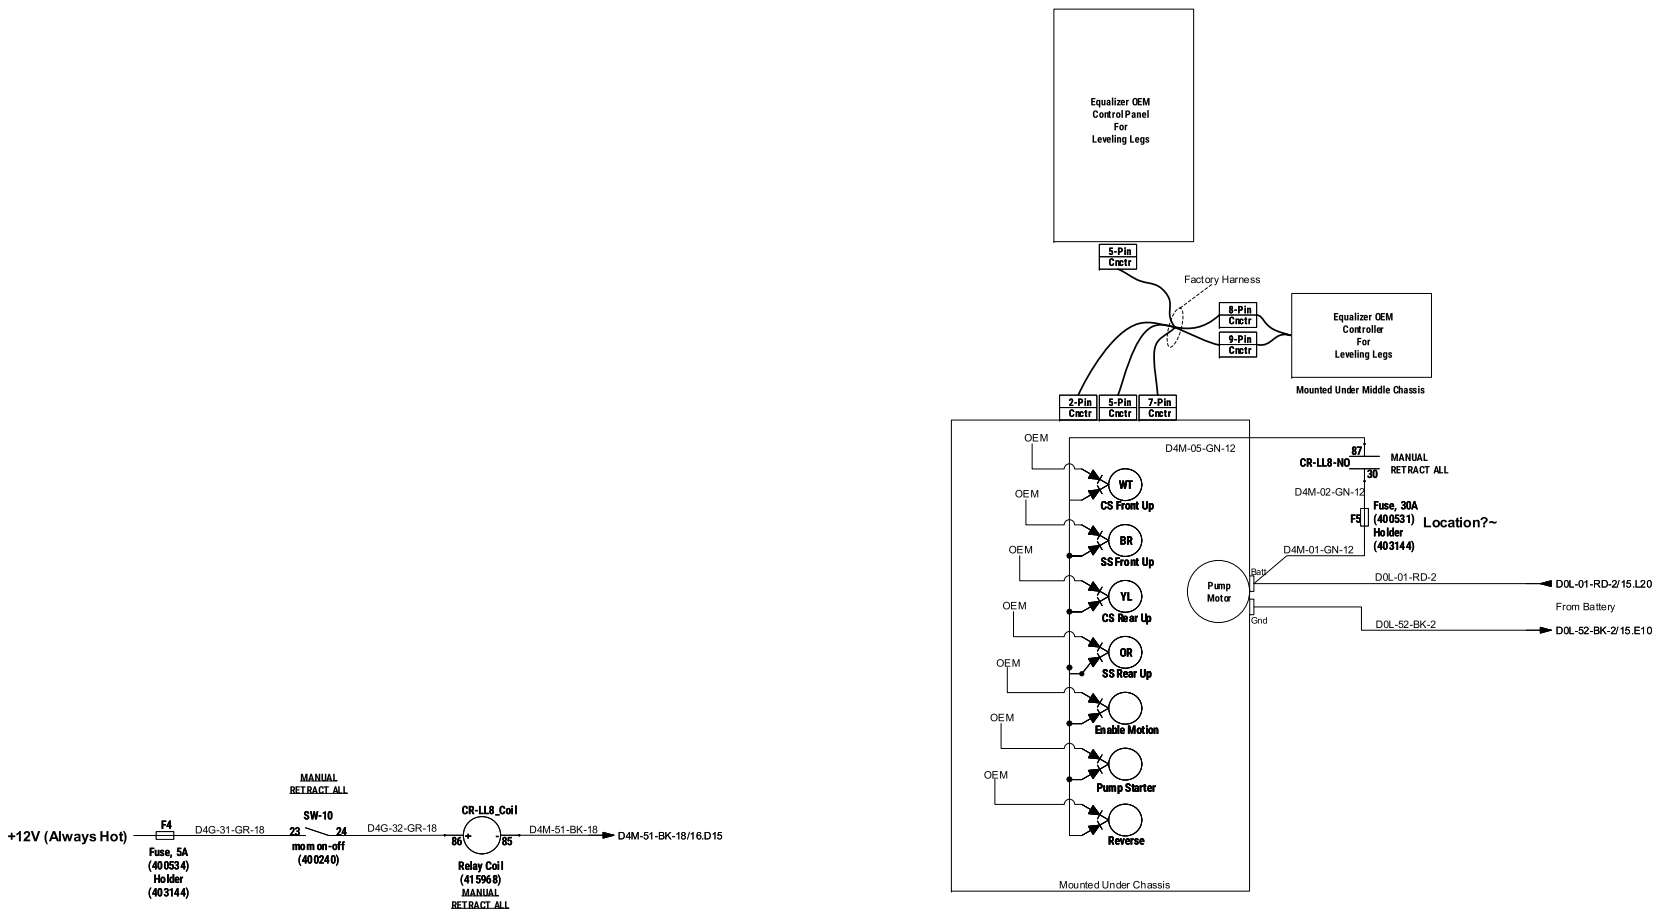 Equalizer OEM
Control Panel
For
Leveling Legs
5-Pin
Cnctr
Factory Harness
8-Pin
Cnctr
9-Pin
Cnctr
Equalizer OEM
Controller
For
Leveling Legs
Mounted Under Middle Chassis
2-Pin
Cnctr
5-Pin
Cnctr
7-Pin
Cnctr
OEM
D4M-05-GN-12
87
CR-LL8-NO
30
MANUAL
RETRACT ALL
WT
CS Front Up
OEM
D4M-02-GN-12
F5
Fuse, 30A
(400531)
Holder
(403144)
Location?~
BR
SS Front Up
OEM
D4M-01-GN-12
YL
CS Rear Up
Pump
Motor
Batt
Gnd
D0L-01-RD-2
D0L-01-RD-2/15.L20
From Battery
D0L-52-BK-2
D0L-52-BK-2/15.E10
OEM
OR
SS Rear Up
OEM
Enable Motion
OEM
Pump Starter
OEM
Reverse
Mounted Under Chassis
MANUAL
RETRACT ALL
+12V (Always Hot)
F4
Fuse, 5A
(400534)
Holder
(403144)
D4G-31-GR-18
SW-10
23
24
mom on-off
(400240)
D4G-32-GR-18
CR-LL8_Coil
86
+
-
85
Relay Coil
(415968)
MANUAL
RETRACT ALL
D4M-51-BK-18
D4M-51-BK-18/16.D15